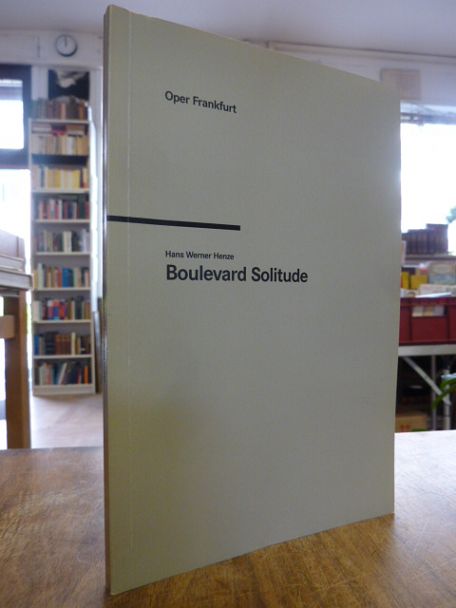 Oper Frankfurt
Hans Werner Henze
Boulevard Solitude